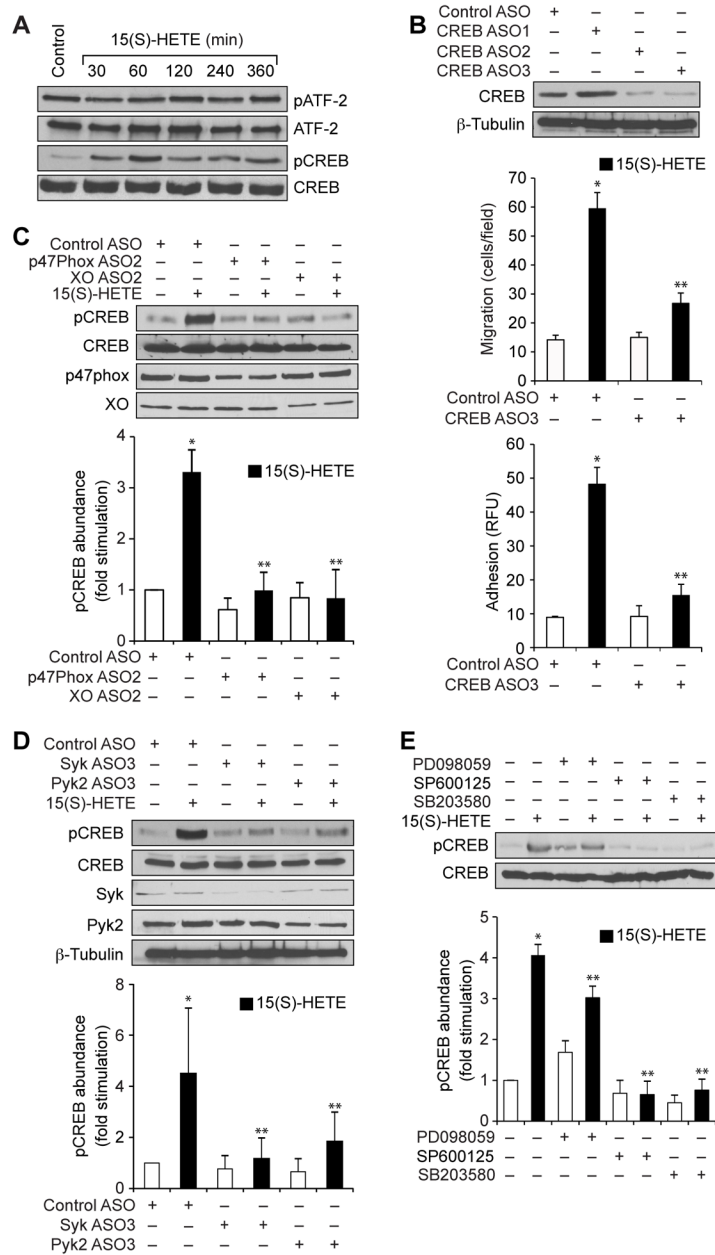 A
Control
15(S)-HETE (min)
30 60 120 240 360
pATF-2
ATF-2
pCREB
CREB
B
Control ASO + – – –
CREB ASO1 – + – –
CREB ASO2 – – + –
CREB ASO3 – – – +
CREB
β-Tubulin
15(S)-HETE
Migration (cells/field)
70
60
50
40
30
20
10
0
*
**
Control ASO + + – –
CREB ASO3 – – + +
Adhesion (RFU)
60
50
40
30
20
10
0
*
**
Control ASO + + – –
CREB ASO3 – – + +
C
Control ASO + + – – – –
p47Phox ASO2 – – + + – –
XO ASO2 – – – – + +
15(S)-HETE – + – + – +
pCREB
CREB
p47phox
XO
15(S)-HETE
pCREB abundance
(fold stimulation)
4
3
2
1
0
*
**
**
Control ASO + + – – – –
p47Phox ASO2 – – + + – –
XO ASO2 – – – – + +
D
Control ASO + + – – – –
Syk ASO3 – – + + – –
Pyk2 ASO3 – – – – + +
15(S)-HETE – + – + – +
pCREB
CREB
Syk
Pyk2
β-Tubulin
15(S)-HETE
pCREB abundance
(fold stimulation)
8
6
4
2
0
*
**
**
Control ASO + + – – – –
Syk ASO3 – – + + – –
Pyk2 ASO3 – – – – + +
E
PD098059 – – + + – – – –
SP600125 – – – – + + – –
SB203580 – – – – – – + +
15(S)-HETE – + – + – + – +
pCREB
CREB
15(S)-HETE
pCREB abundance
(fold stimulation)
5
4
3
2
1
0
*
**
**
**
PD098059 – – + + – – – –
SP600125 – – – – + + – –
SB203580 – – – – – – + +